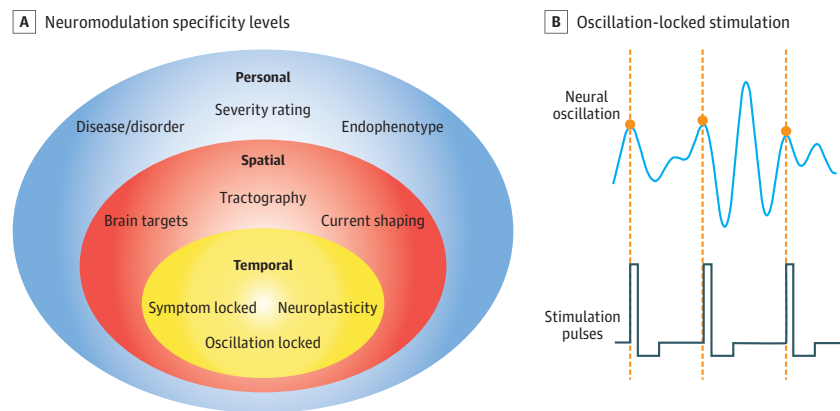 A Neuromodulation specificity levels
Personal
Severity rating
Disease/disorder
Endophenotype
Spatial
Tractography
Brain targets
Current shaping
Temporal
Symptom locked
Neuroplasticity
Oscillation locked
B Oscillation-locked stimulation
Neural
oscillation
Stimulation
pulses